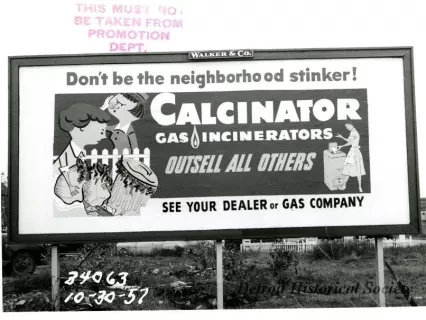 THIS MUST NOT
BE TAKEN FROM
PROMOTION
DEPT.
WALKER & CO.
Don't be the neighborhood stinker!
CALCINATOR
GAS INCINERATORS
OUTSELL ALL OTHERS
SEE YOUR DEALER or GAS COMPANY
34063
10-30-57
Detroit Historical Society